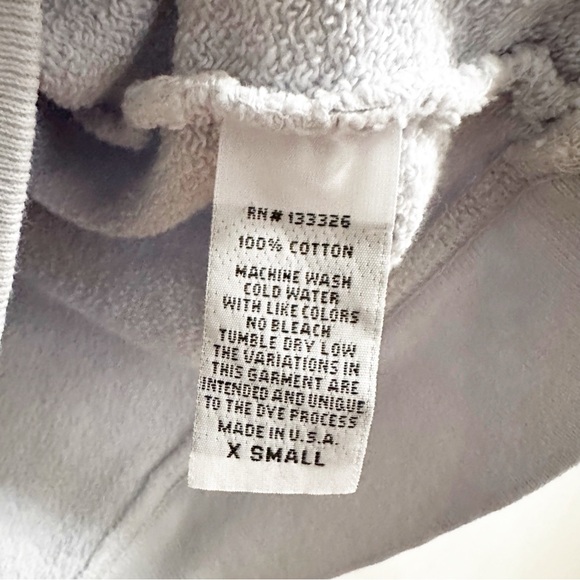 RN# 133326
100% COTTON
MACHINE WASH
COLD WATER
WITH LIKE COLORS
NO BLEACH
TUMBLE DRY LOW
THE VARIATIONS IN
THIS GARMENT ARE
INTENDED AND UNIQUE
TO THE DYE PROCESS
MADE IN U.S.A.
X SMALL